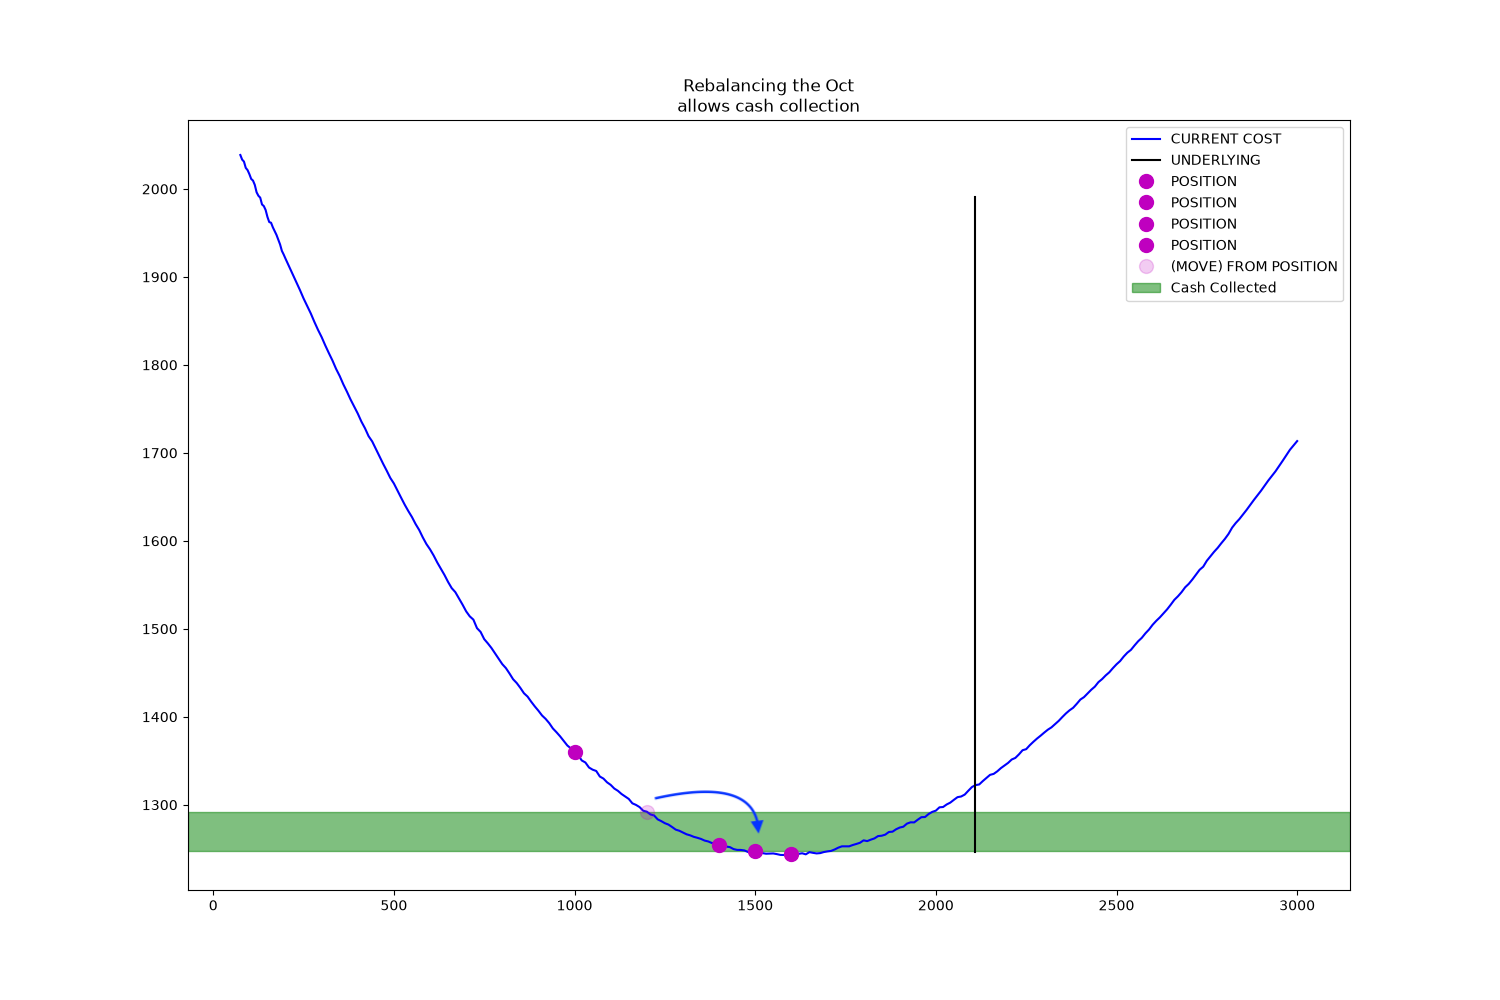 Rebalancing the Oct
allows cash collection
CURRENT COST
UNDERLYING
POSITION
POSITION
POSITION
POSITION
(MOVE) FROM POSITION
Cash Collected
2000
1900
1800
1700
1600
1500
1400
1300
0
500
1000
1500
2000
2500
3000